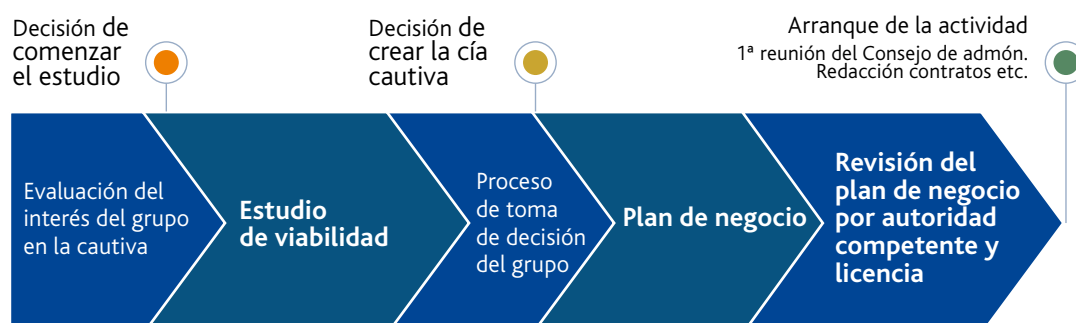 Decisión de
comenzar
el estudio
Decisión de
crear la cía
cautiva
Arranque de la actividad
1ª reunión del Consejo de admón.
Redacción contratos etc.
Evaluación del
interés del grupo
en la cautiva
Estudio
de viabilidad
Proceso
de toma
de decisión
del grupo
Plan de negocio
Revisión del
plan de negocio
por autoridad
competente y
licencia